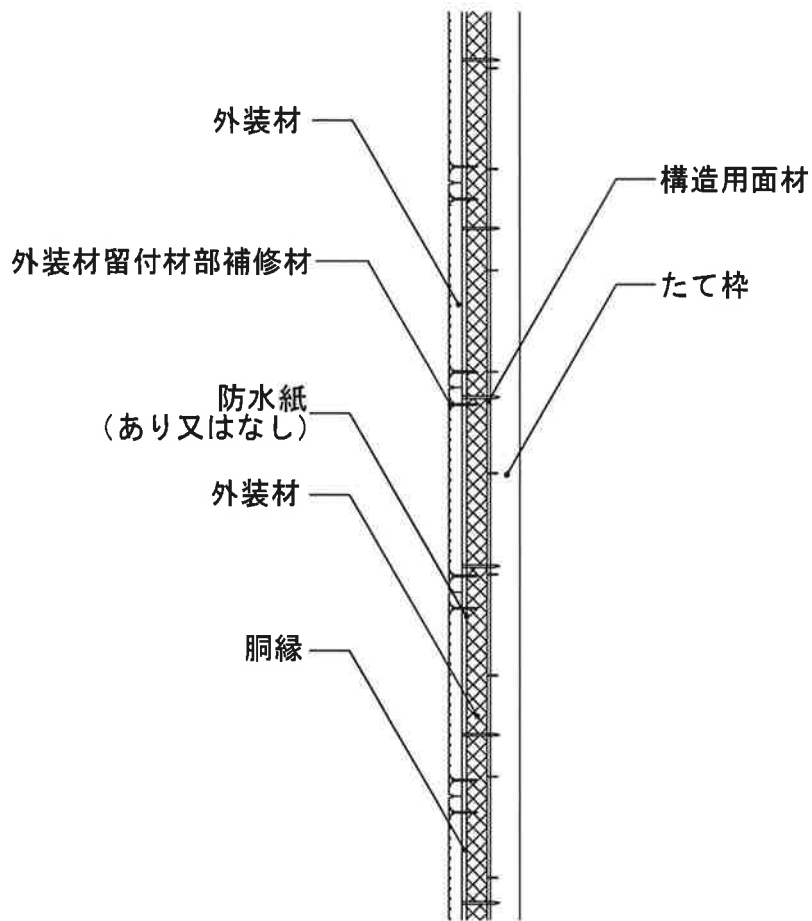 外装材
構造用面材
外装材留付材部補修材
たて枠
防水紙
（あり又はなし）
外装材
胴縁